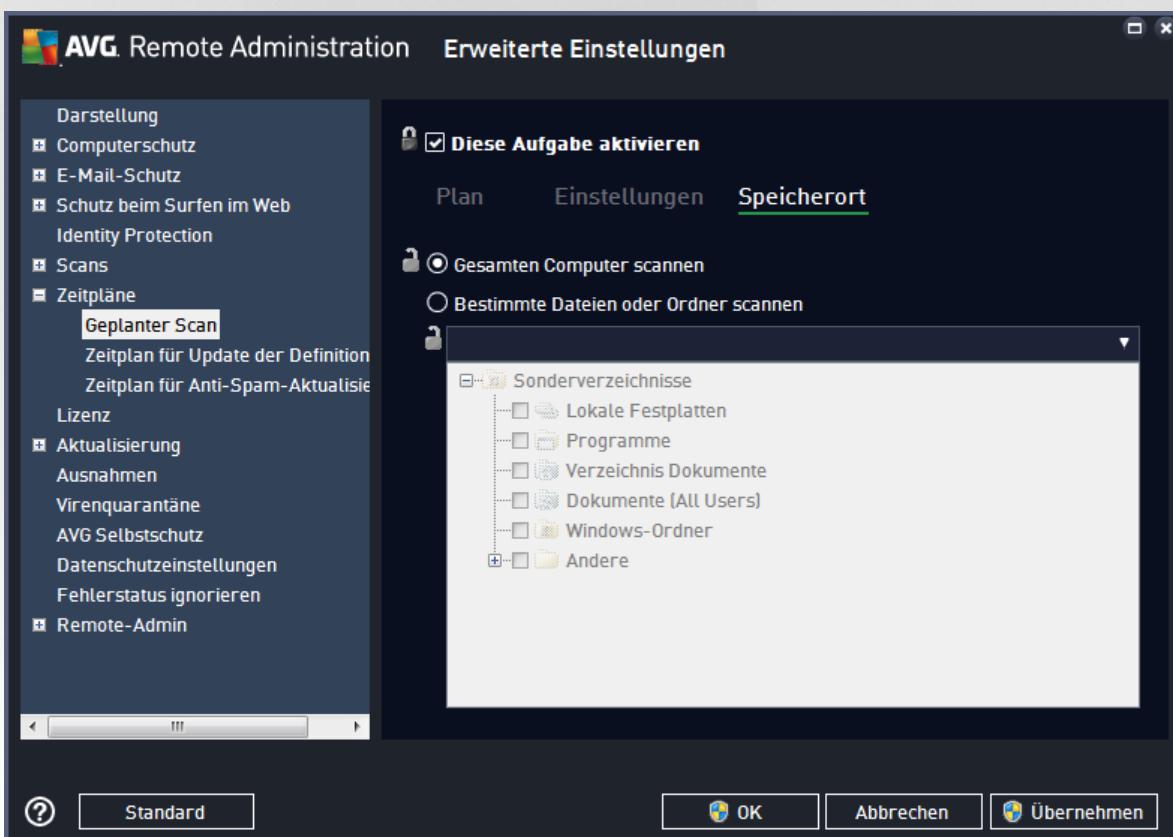 AVG. Remote Administration Erweiterte Einstellungen
Darstellung
Computerschutz
E-Mail-Schutz
Schutz beim Surfen im Web
Identity Protection
Scans
Zeitpläne
Geplanter Scan
Zeitplan für Update der Definition
Zeitplan für Anti-Spam-Aktualisie
Lizenz
Aktualisierung
Ausnahmen
Virenquarantäne
AVG Selbstschutz
Datenschutzeinstellungen
Fehlerstatus ignorieren
Remote-Admin
Diese Aufgabe aktivieren
Plan Einstellungen Speicherort
Gesamten Computer scannen
Bestimmte Dateien oder Ordner scannen
Sonderverzeichnisse
Lokale Festplatten
Programme
Verzeichnis Dokumente
Dokumente (All Users)
Windows-Ordner
Andere
Standard OK Abbrechen Übernehmen